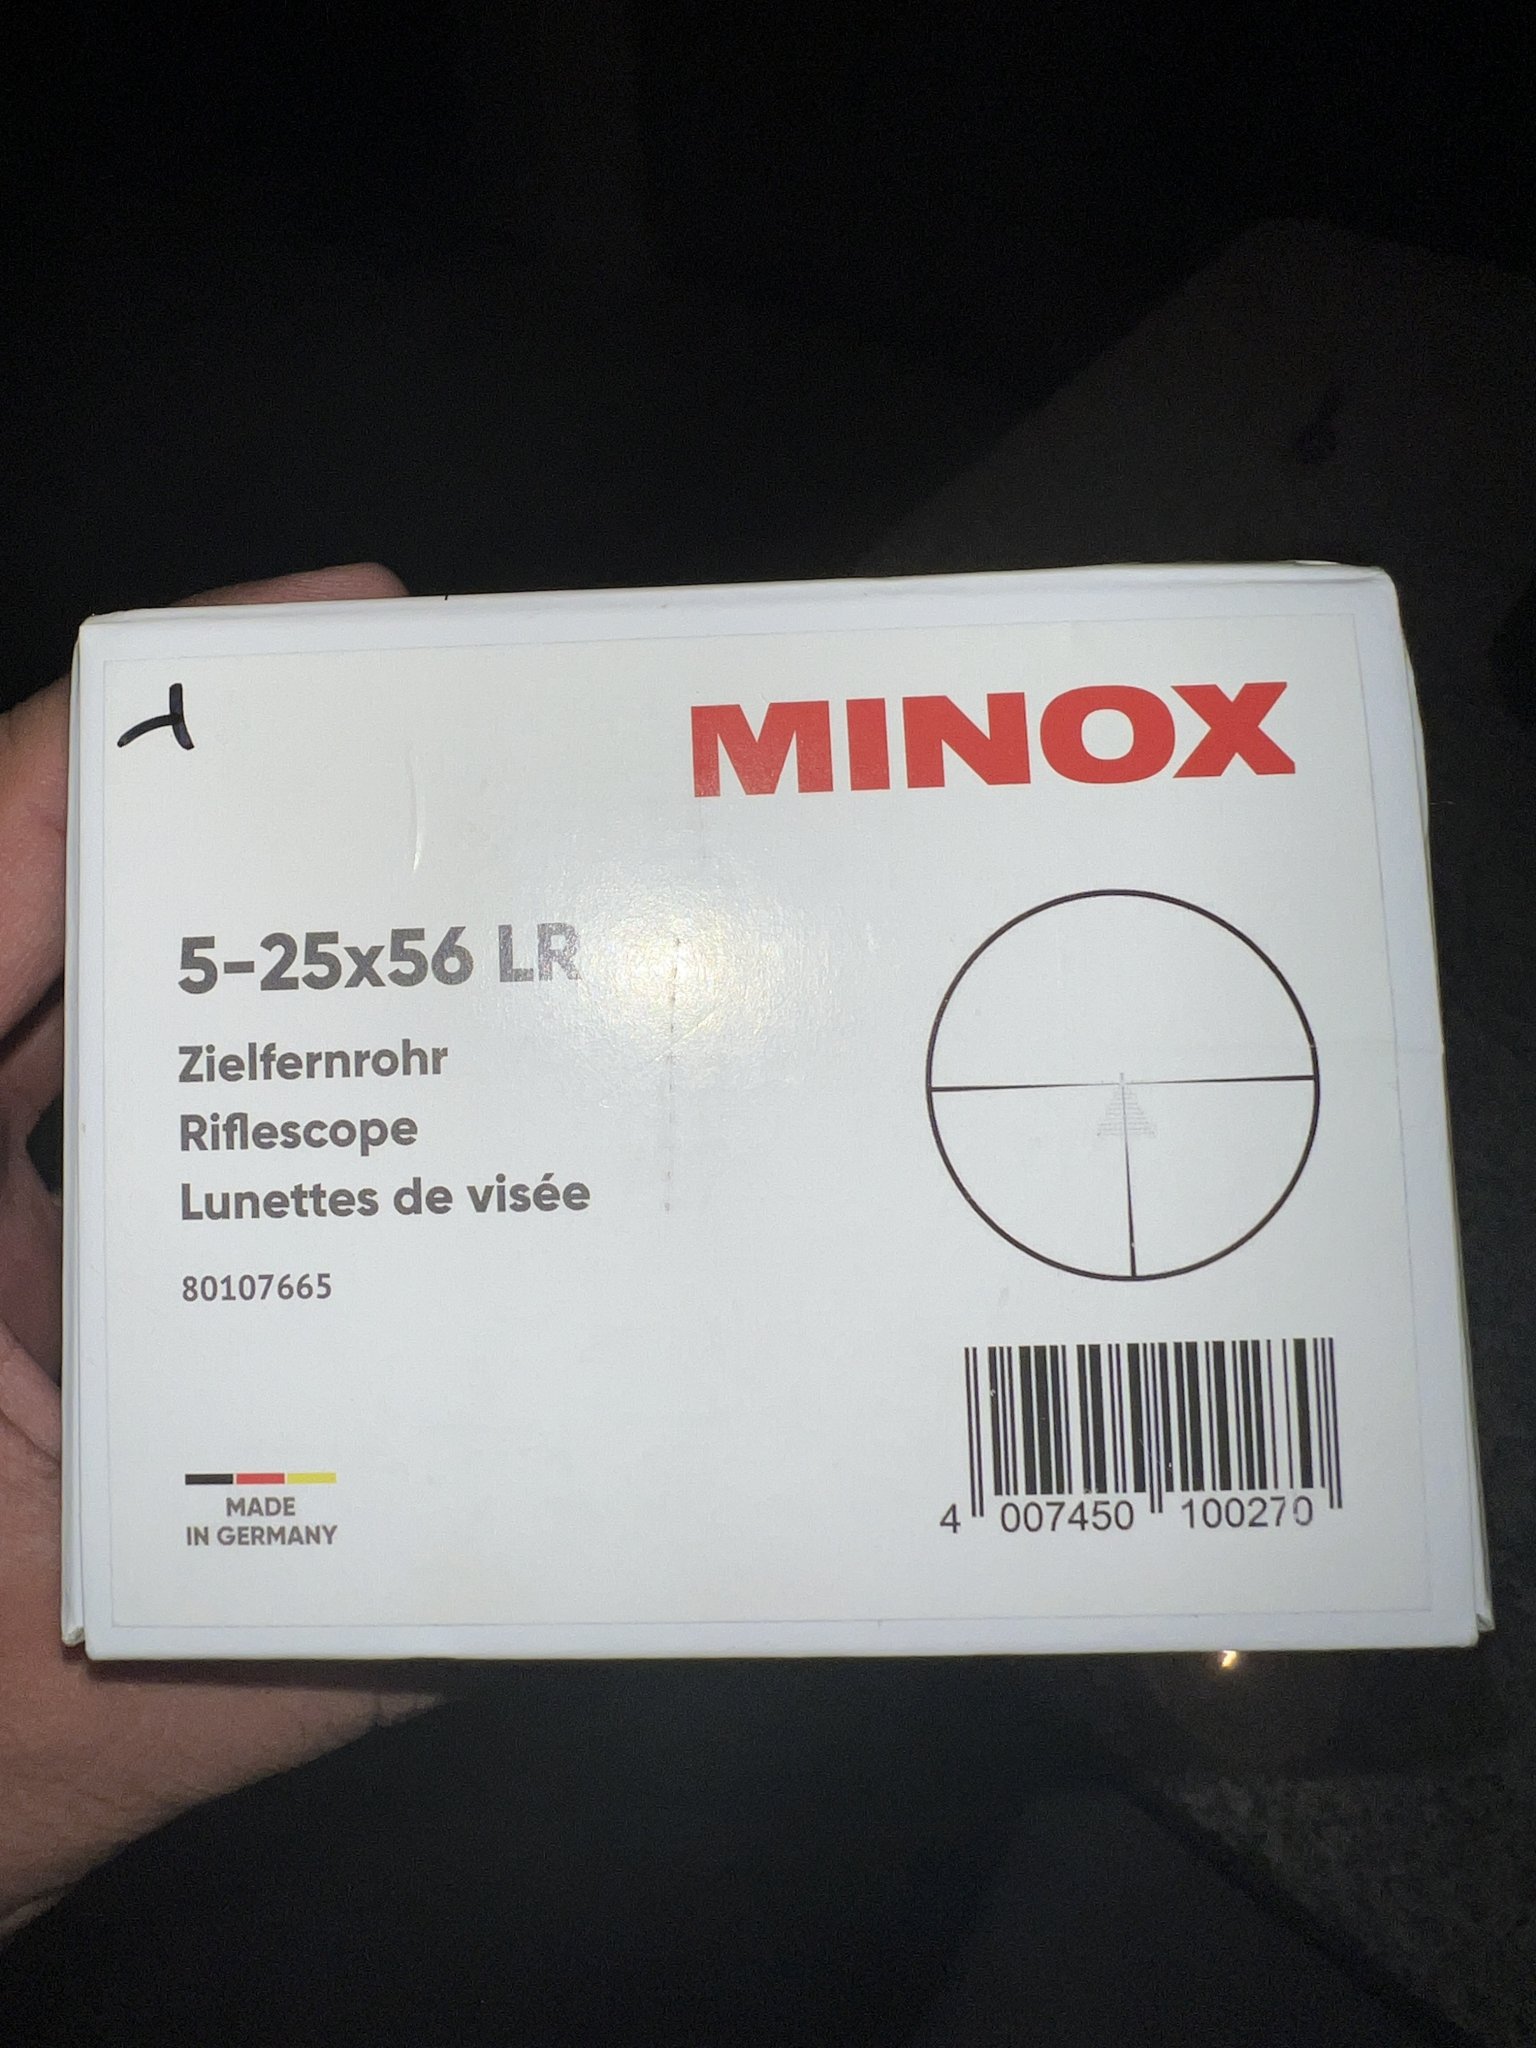 MINOX
5-25x56 LR
Zielfernrohr
Riflescope
Lunettes de visée
80107665
MADE
IN GERMANY
4 007450 100270